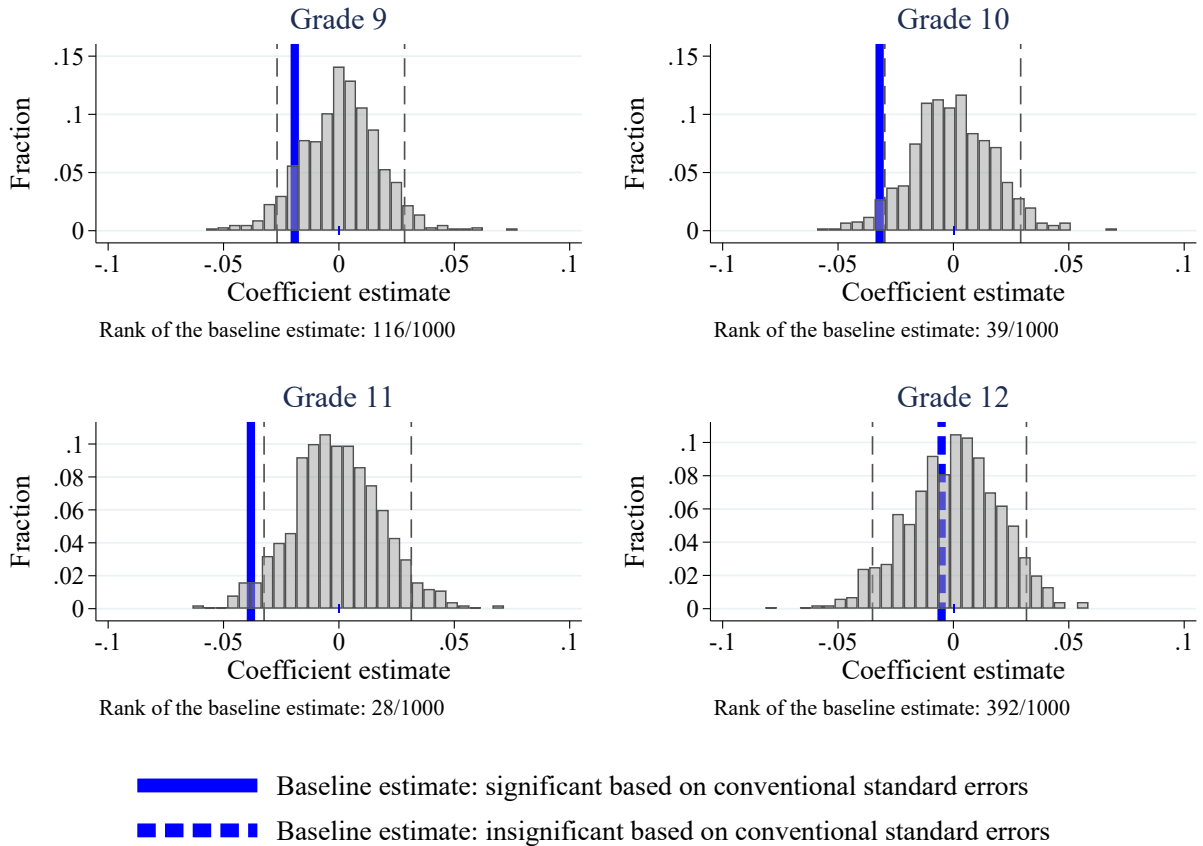 Grade 9
.15
.1
.05
0
Fraction
-.1 -.05 0 .05 .1
Coefficient estimate
Rank of the baseline estimate: 116/1000
Grade 10
.15
.1
.05
0
Fraction
-.1 -.05 0 .05 .1
Coefficient estimate
Rank of the baseline estimate: 39/1000
Grade 11
.1
.08
.06
.04
.02
0
Fraction
-.1 -.05 0 .05 .1
Coefficient estimate
Rank of the baseline estimate: 28/1000
Grade 12
.1
.08
.06
.04
.02
0
Fraction
-.1 -.05 0 .05 .1
Coefficient estimate
Rank of the baseline estimate: 392/1000
Baseline estimate: significant based on conventional standard errors
Baseline estimate: insignificant based on conventional standard errors